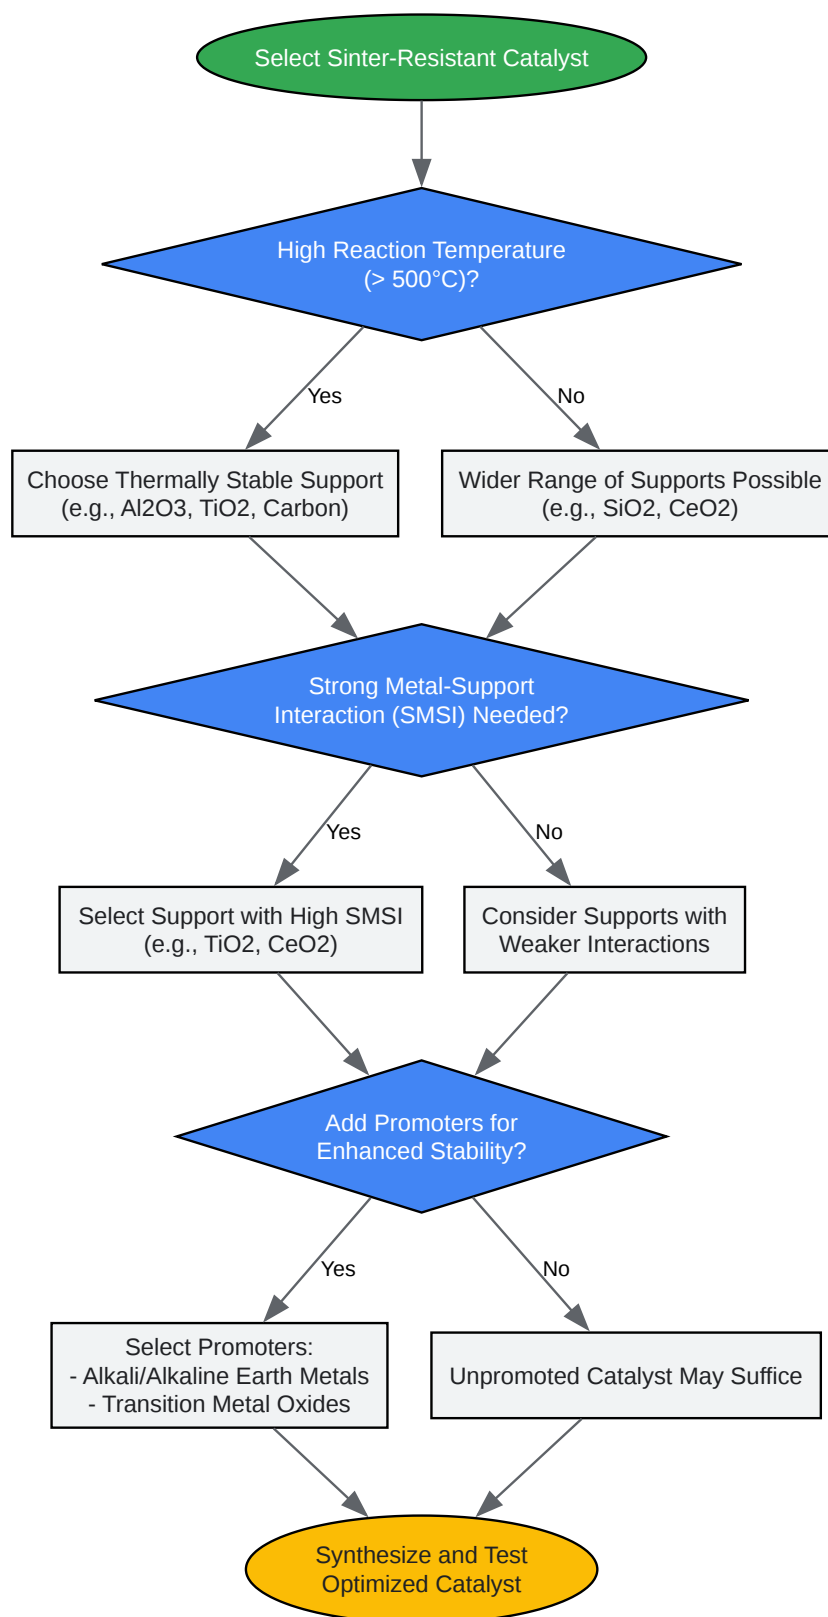 Select Sinter-Resistant Catalyst
High Reaction Temperature
(> 500°C)?
Yes
No
Choose Thermally Stable Support
(e.g., Al2O3, TiO2, Carbon)
Wider Range of Supports Possible
(e.g., SiO2, CeO2)
Strong Metal-Support
Interaction (SMSI) Needed?
Yes
No
Select Support with High SMSI
(e.g., TiO2, CeO2)
Consider Supports with
Weaker Interactions
Add Promoters for
Enhanced Stability?
Yes
No
Select Promoters:
- Alkali/Alkaline Earth Metals
- Transition Metal Oxides
Unpromoted Catalyst May Suffice
Synthesize and Test
Optimized Catalyst